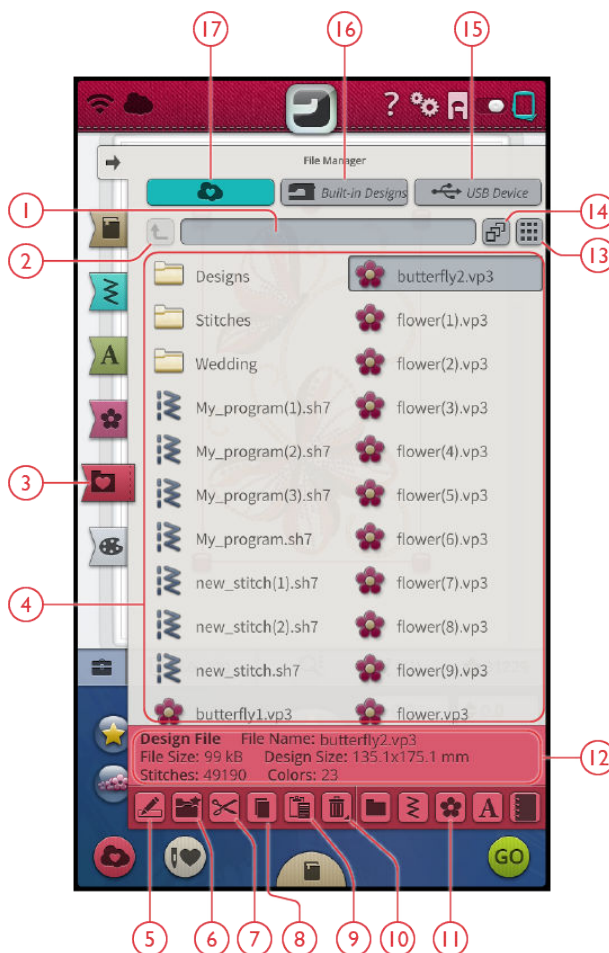 17 16 15
?
File Manager
Built-in Designs USB Device
1
14
2
13
Designs butterfly2.vp3
Stitches flower(1).vp3
A Wedding flower(2).vp3
My_program(1).sh7 flower(3).vp3
My_program(2).sh7 flower(4).vp3
3
My_program(3).sh7 flower(5).vp3
My_program.sh7 flower(6).vp3
new_stitch(1).sh7 flower(7).vp3
4
new_stitch(2).sh7 flower(8).vp3
new_stitch.sh7 flower(9).vp3
butterfly1.vp3 flower.vp3
Design File File Name: butterfly2.vp3
File Size: 99 kB Design Size: 135.1x175.1 mm
12
Stitches: 49190 Colors: 23
A
GO
5 6 7 8 9 10 11